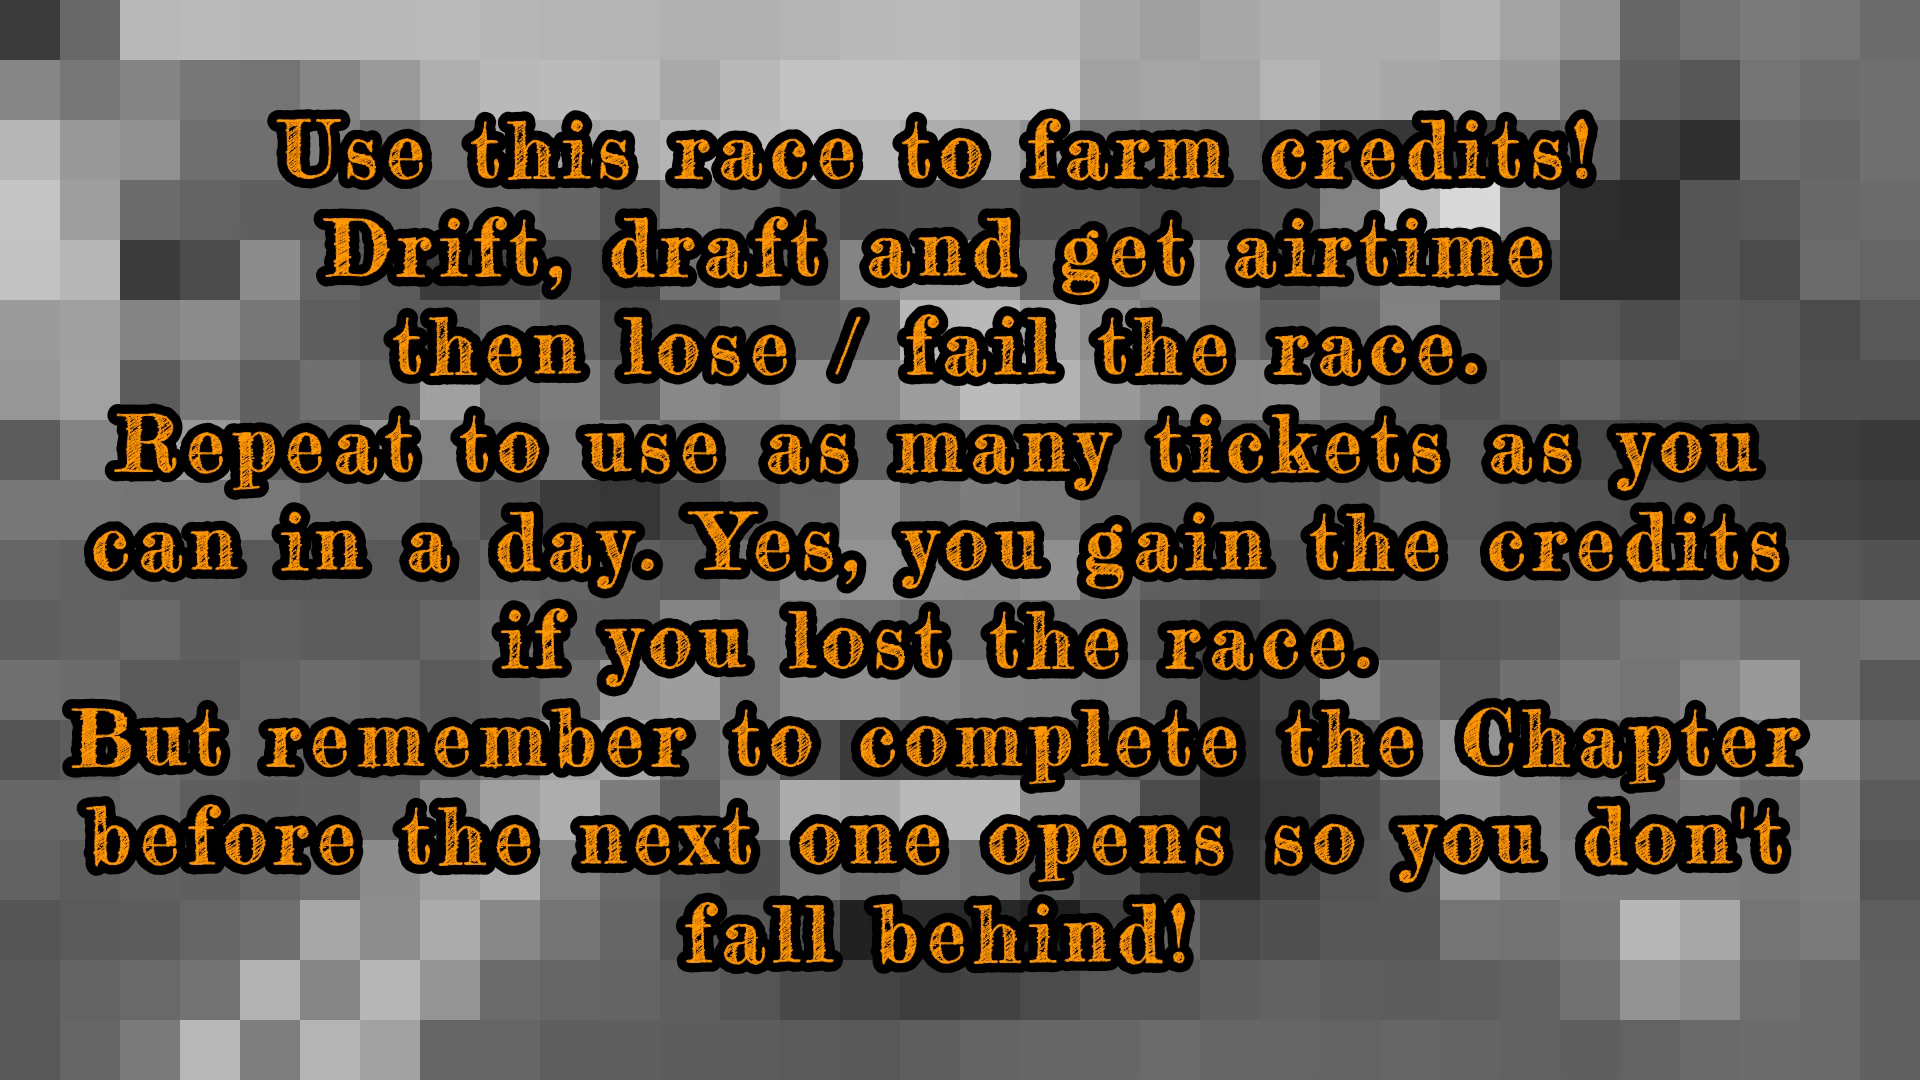 Use this race to farm credits!
Drift, draft and get airtime
then lose / fail the race.
Repeat to use as many tickets as you
can in a day. Yes, you gain the credits
if you lost the race.
But remember to complete the Chapter
before the next one opens so you don't
fall behind!